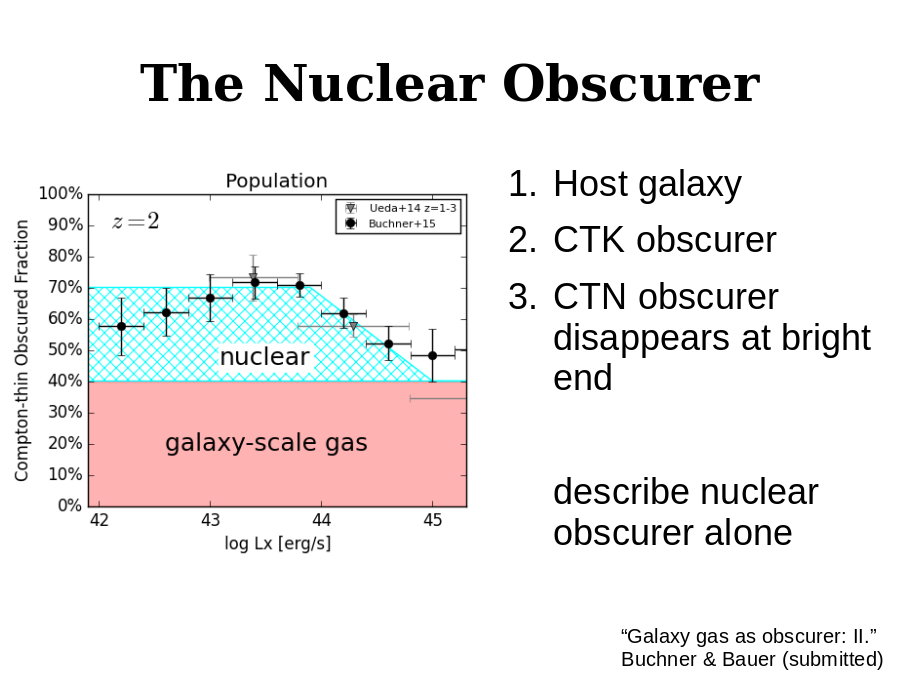 The Nuclear Obscurer
Population
100%
90%
80%
70%
60%
50%
40%
30%
20%
10%
0%
Compton-thin Obscured Fraction
z=2
Ueda+14 z=1-3
Buchner+15
nuclear
galaxy-scale gas
42
43
44
45
log Lx [erg/s]
1. Host galaxy
2. CTK obscurer
3. CTN obscurer
disappears at bright
end
describe nuclear
obscurer alone
“Galaxy gas as obscurer: II.”
Buchner & Bauer (submitted)